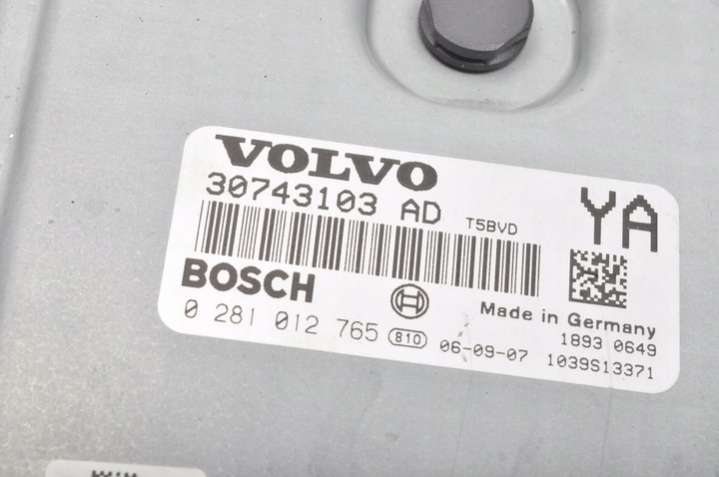 VOLVO
30743103 AD T5BVD
YA
BOSCH
0 281 012 765 810 06-09-07
Made in Germany
1893 0649
1039S13371